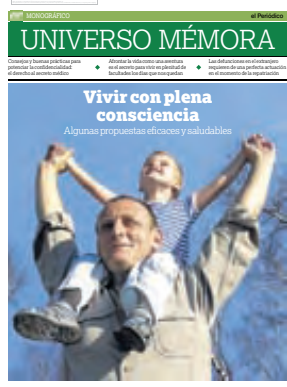 MONOGRÁFICO
el Periódico
UNIVERSO MÉMORA
Consejos y buenas prácticas para
potenciar la confidencialidad:
el derecho al secreto médico
Afrontar la vida como una aventura
es el secreto para vivir en plenitud de
facultades los días que nos quedan
Las defunciones en el extranjero
requieren de una perfecta actuación
en el momento de la repatriación
Vivir con plena
consciencia
Algunas propuestas eficaces y saludables